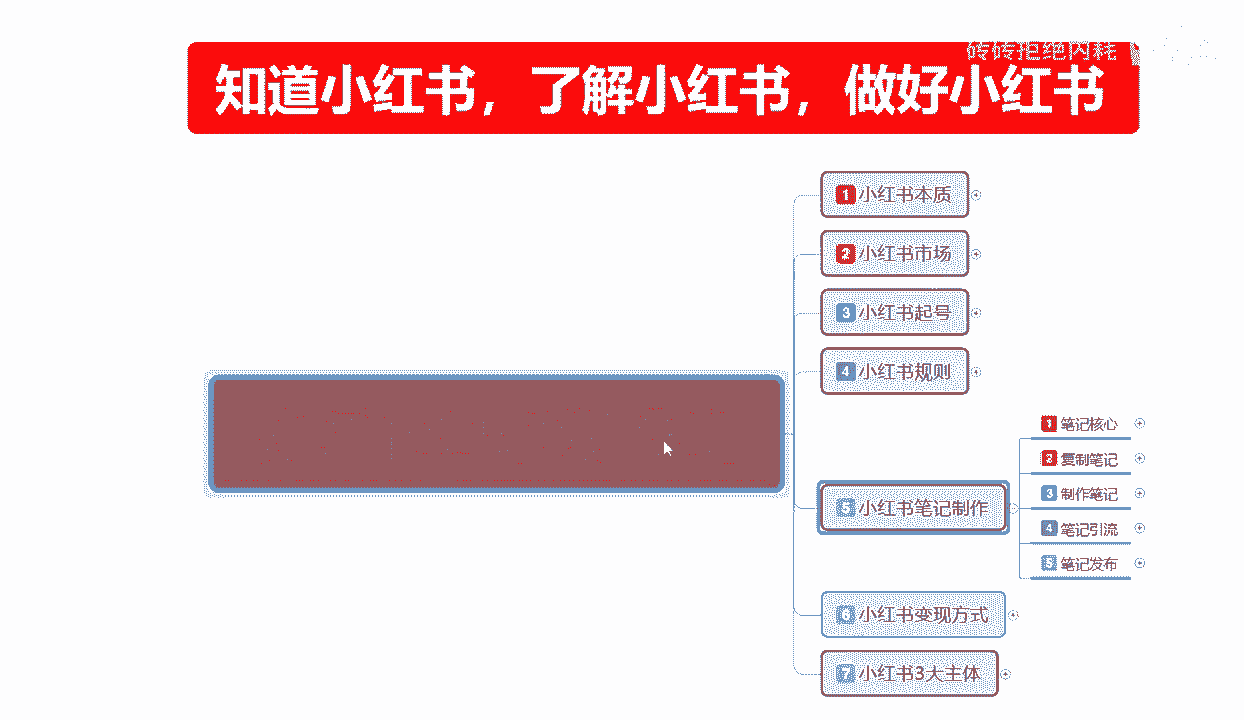 砖砖拒绝内耗
知道小红书，了解小红书，做好小红书
1 小红书本质
2 小红书市场
3 小红书起号
4 小红书规则
5 小红书笔记制作
1 笔记核心
2 复制笔记
3 制作笔记
4 笔记引流
5 笔记发布
6 小红书变现方式
7 小红书3大主体